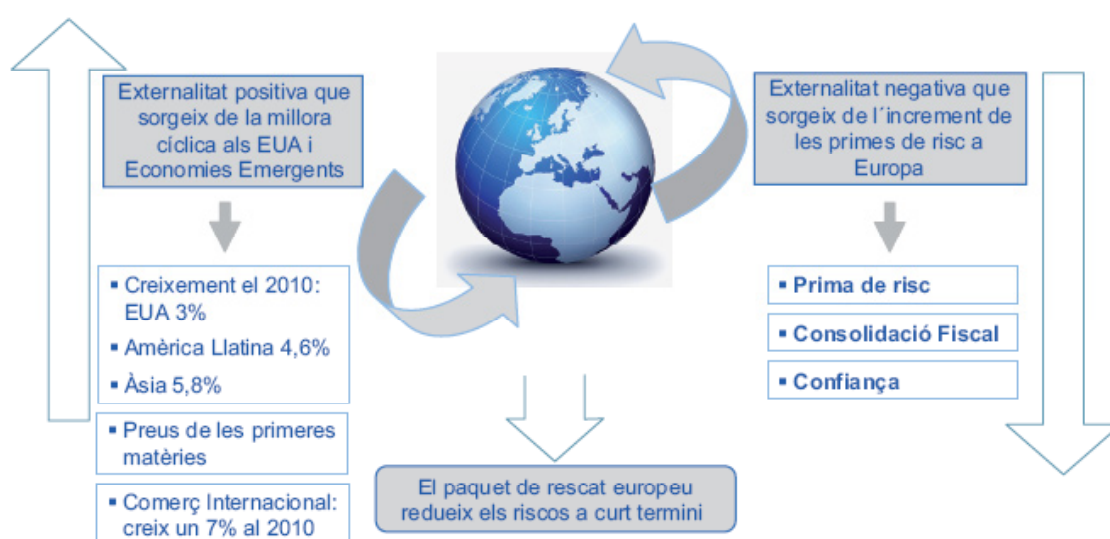 Externalitat positiva que
sorgeix de la millora
cíclica als EUA i
Economies Emergents
▪ Creixement el 2010:
EUA 3%
▪ Amèrica Llatina 4,6%
▪ Àsia 5,8%
▪ Preus de les primeres
matèries
▪ Comerç Internacional:
creix un 7% al 2010
El paquet de rescat europeu
redueix els riscos a curt termini
Externalitat negativa que
sorgeix de l´increment de
les primes de risc a
Europa
▪ Prima de risc
▪ Consolidació Fiscal
▪ Confiança